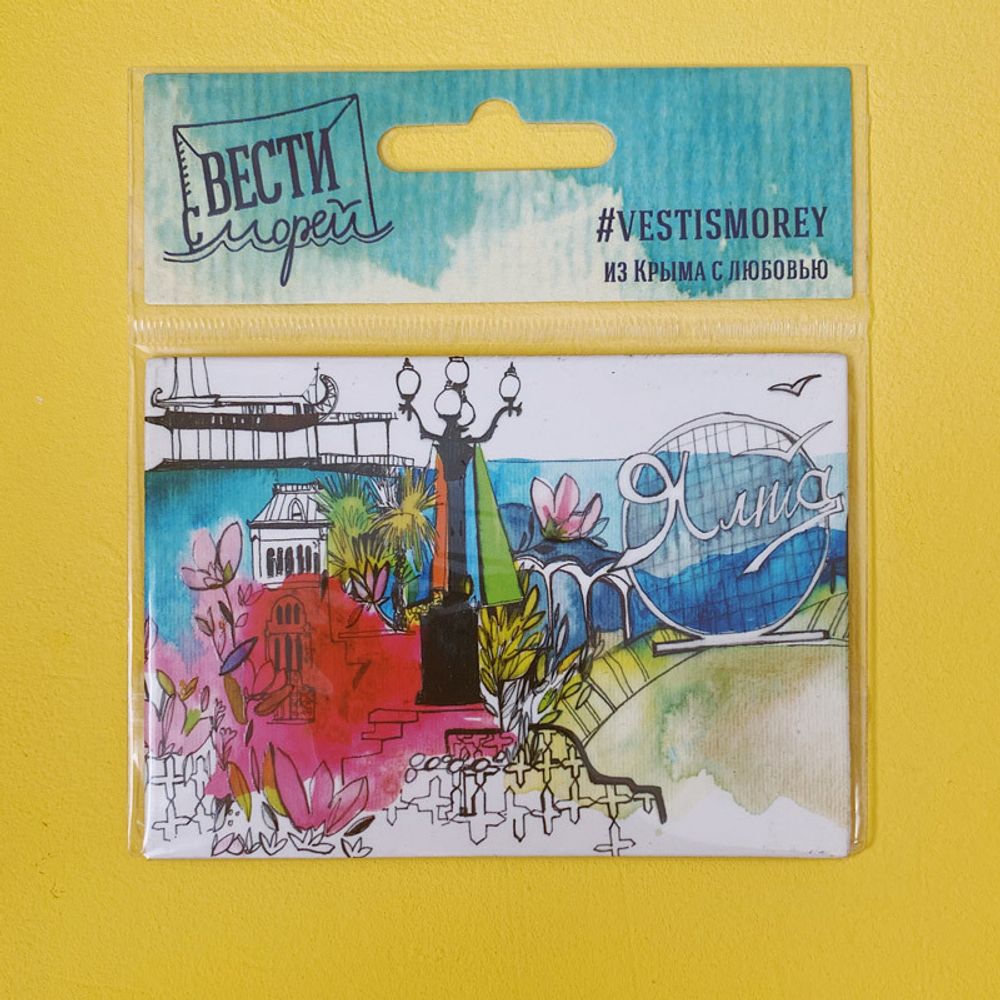 ВЕСТИ
с морей
#VESTISMOREY
из Крыма с любовью
Ялта